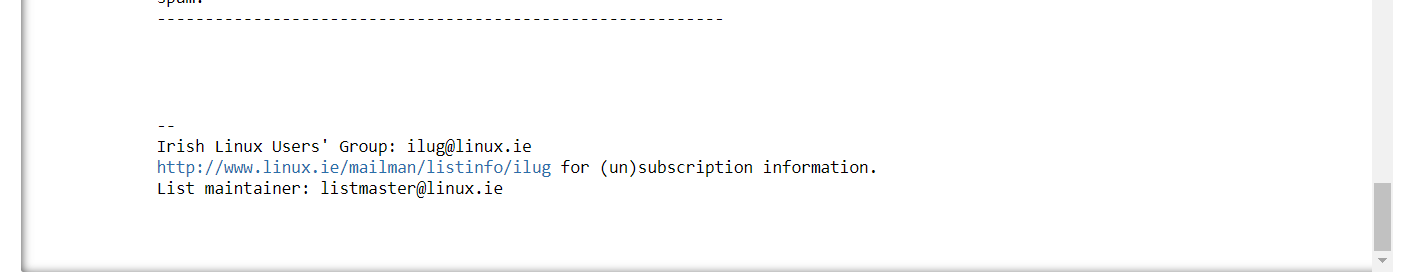 spam.
-----------------------------------------------------------
--
Irish Linux Users' Group: ilug@linux.ie
http://www.linux.ie/mailman/listinfo/ilug for (un)subscription information.
List maintainer: listmaster@linux.ie